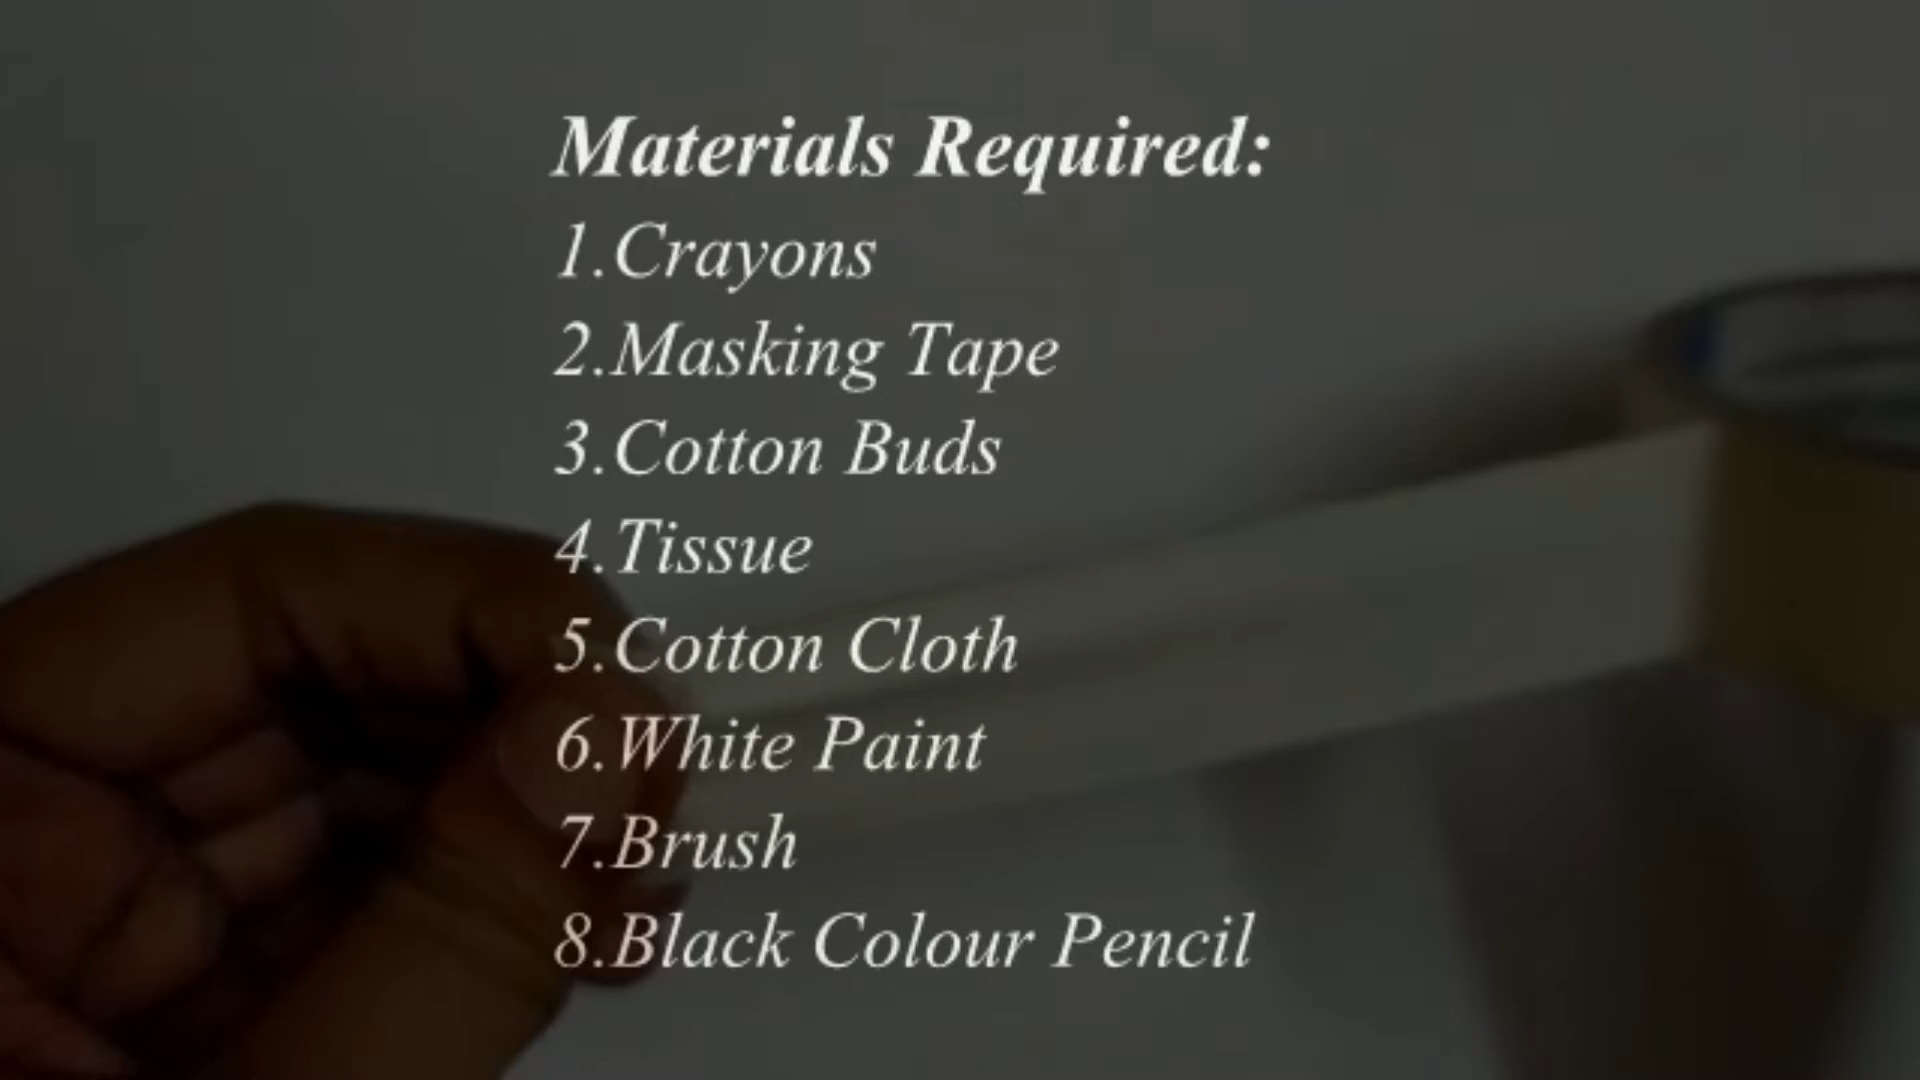 Materials Required:
1.Crayons
2.Masking Tape
3.Cotton Buds
4.Tissue
5.Cotton Cloth
6.White Paint
7.Brush
8.Black Colour Pencil